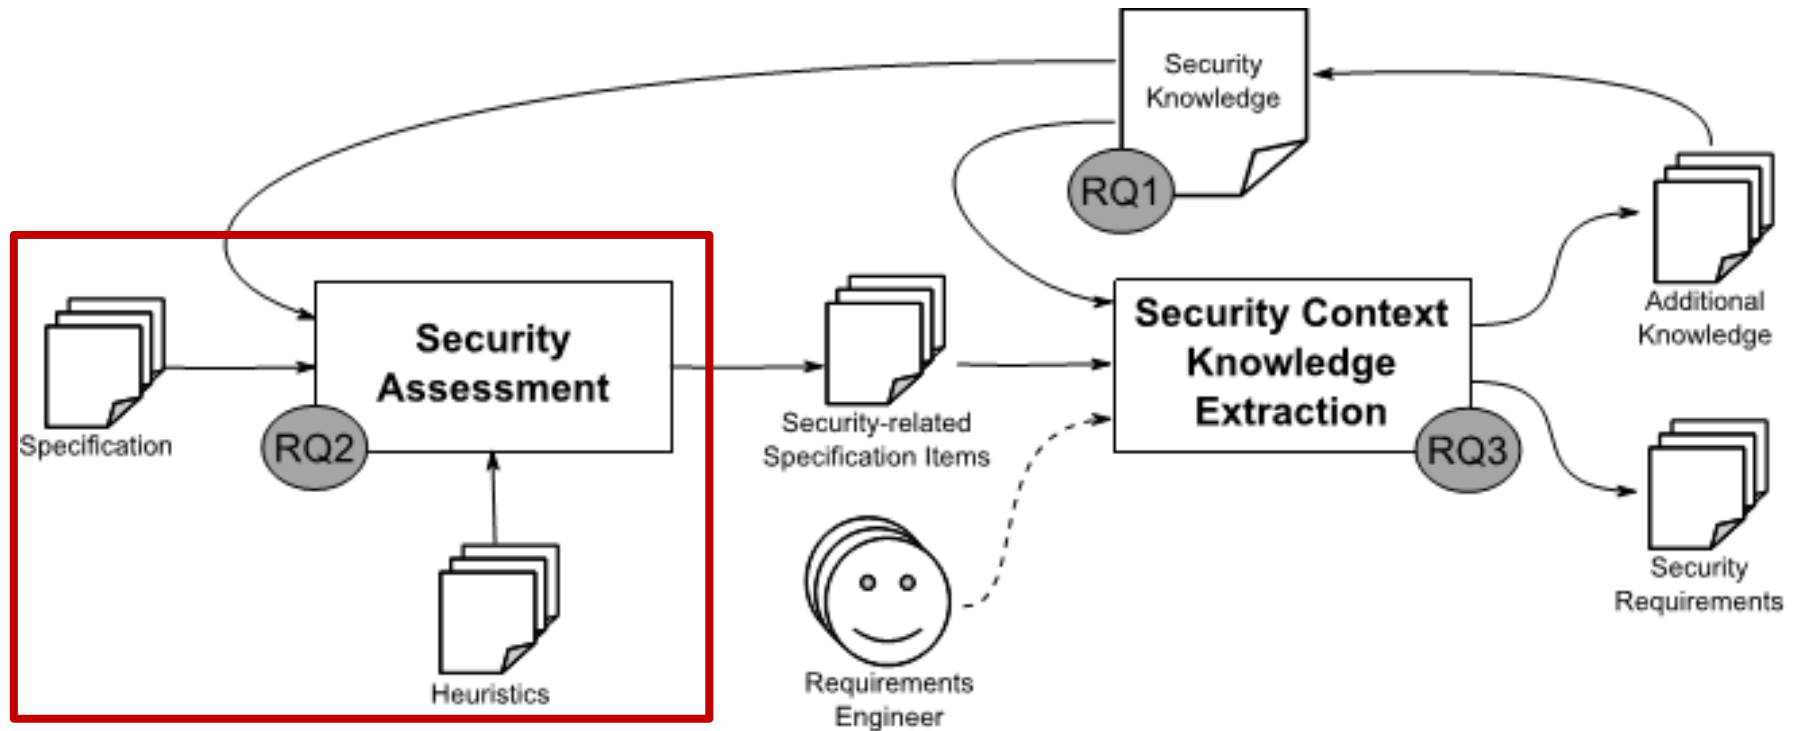 Security
Knowledge
RQ1
Specification
Security
Assessment
RQ2
Heuristics
Security-related
Specification Items
Requirements
Engineer
Security Context
Knowledge
Extraction
RQ3
Additional
Knowledge
Security
Requirements